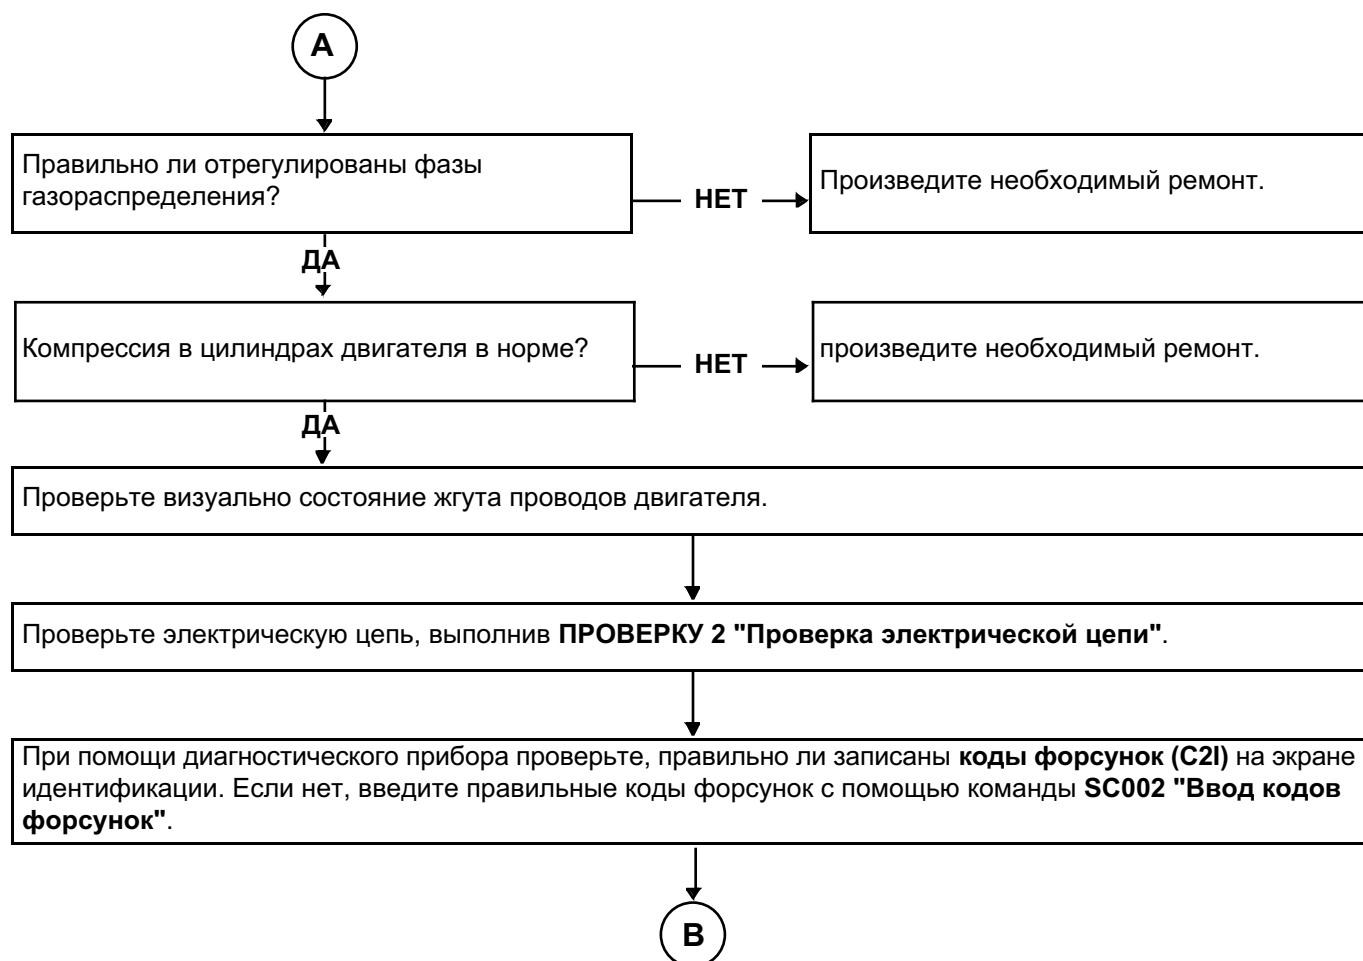 A
Правильно ли отрегулированы фазы
газораспределения?
НЕТ
Произведите необходимый ремонт.
ДА
Компрессия в цилиндрах двигателя в норме?
НЕТ
произведите необходимый ремонт.
ДА
Проверьте визуально состояние жгута проводов двигателя.
Проверьте электрическую цепь, выполнив ПРОВЕРКУ 2 "Проверка электрической цепи".
При помощи диагностического прибора проверьте, правильно ли записаны коды форсунок (C2I) на экране
идентификации. Если нет, введите правильные коды форсунок с помощью команды SC002 "Ввод кодов
форсунок".
B